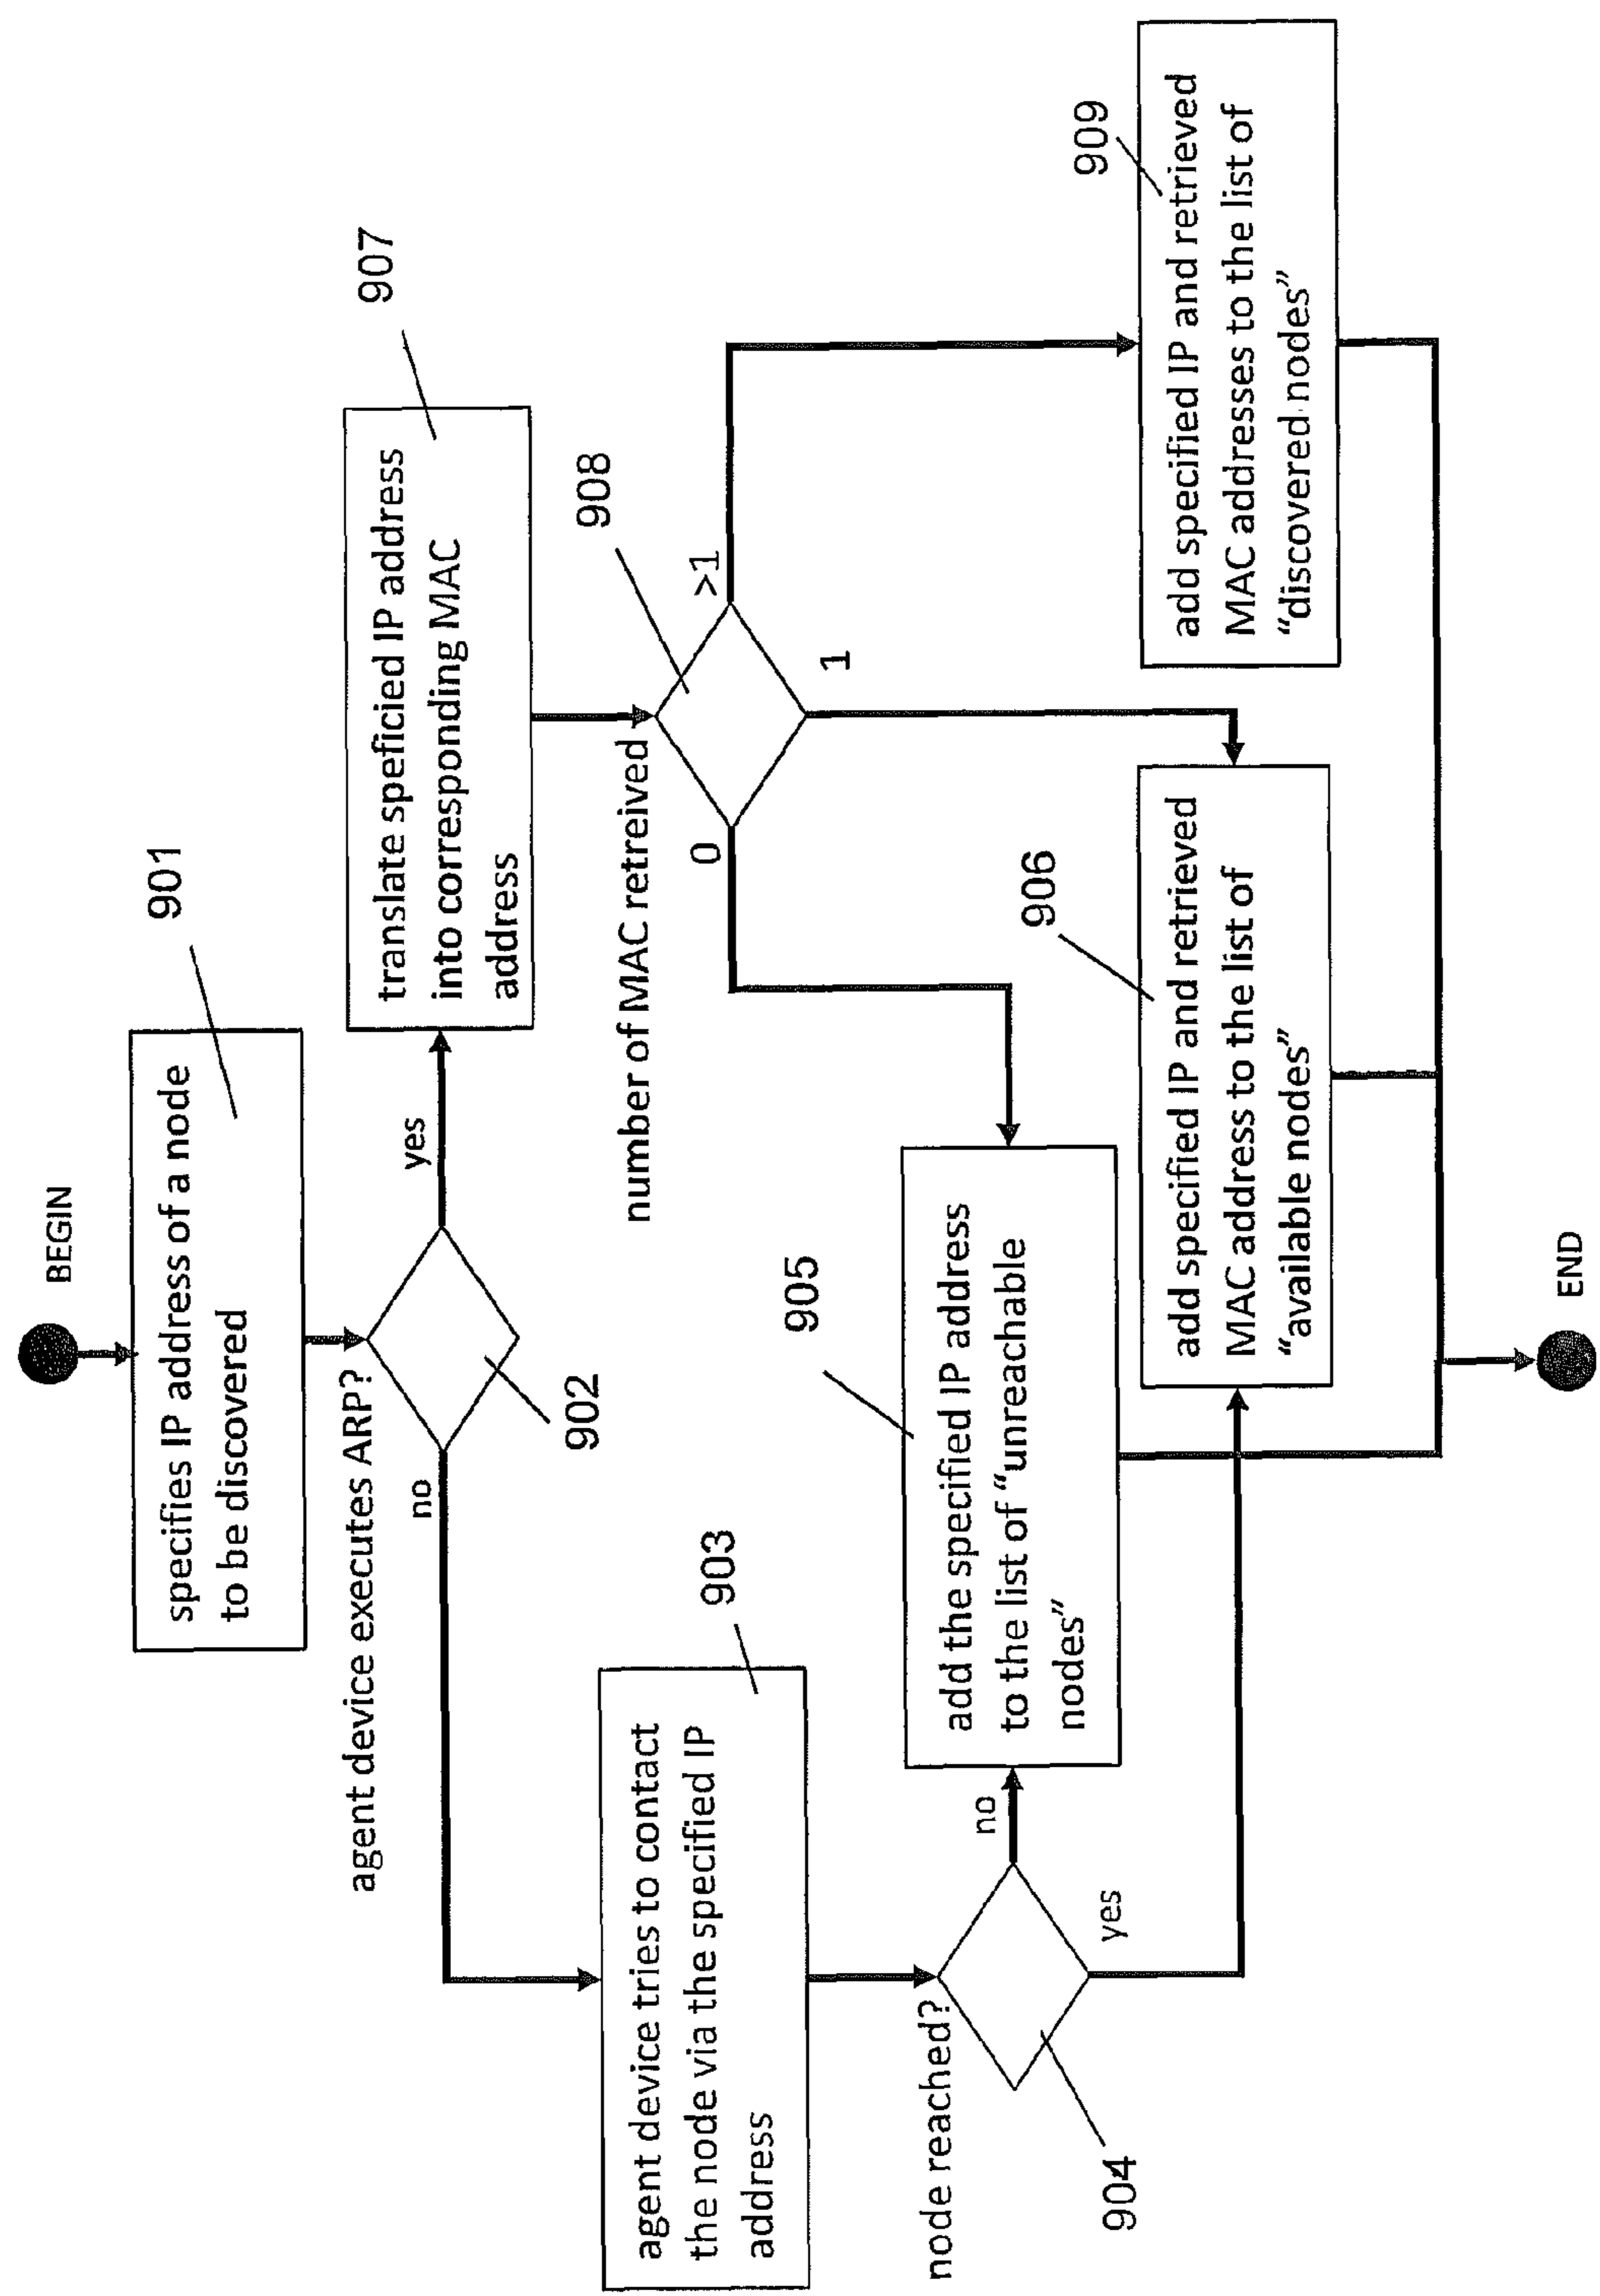 BEGIN
901
specifies IP address of a node
to be discovered
agent device executes ARP?
902
no
yes
907
translate speficied IP address
into corresponding MAC
address
903
agent device tries to contact
the node via the specified IP
address
number of MAC retreived
908
0
1
>1
node reached?
904
no
yes
905
add the specified IP address
to the list of "unreachable
nodes"
906
add specified IP and retrieved
MAC address to the list of
"available nodes"
909
add specified IP and retrieved
MAC addresses to the list of
"discovered nodes"
END